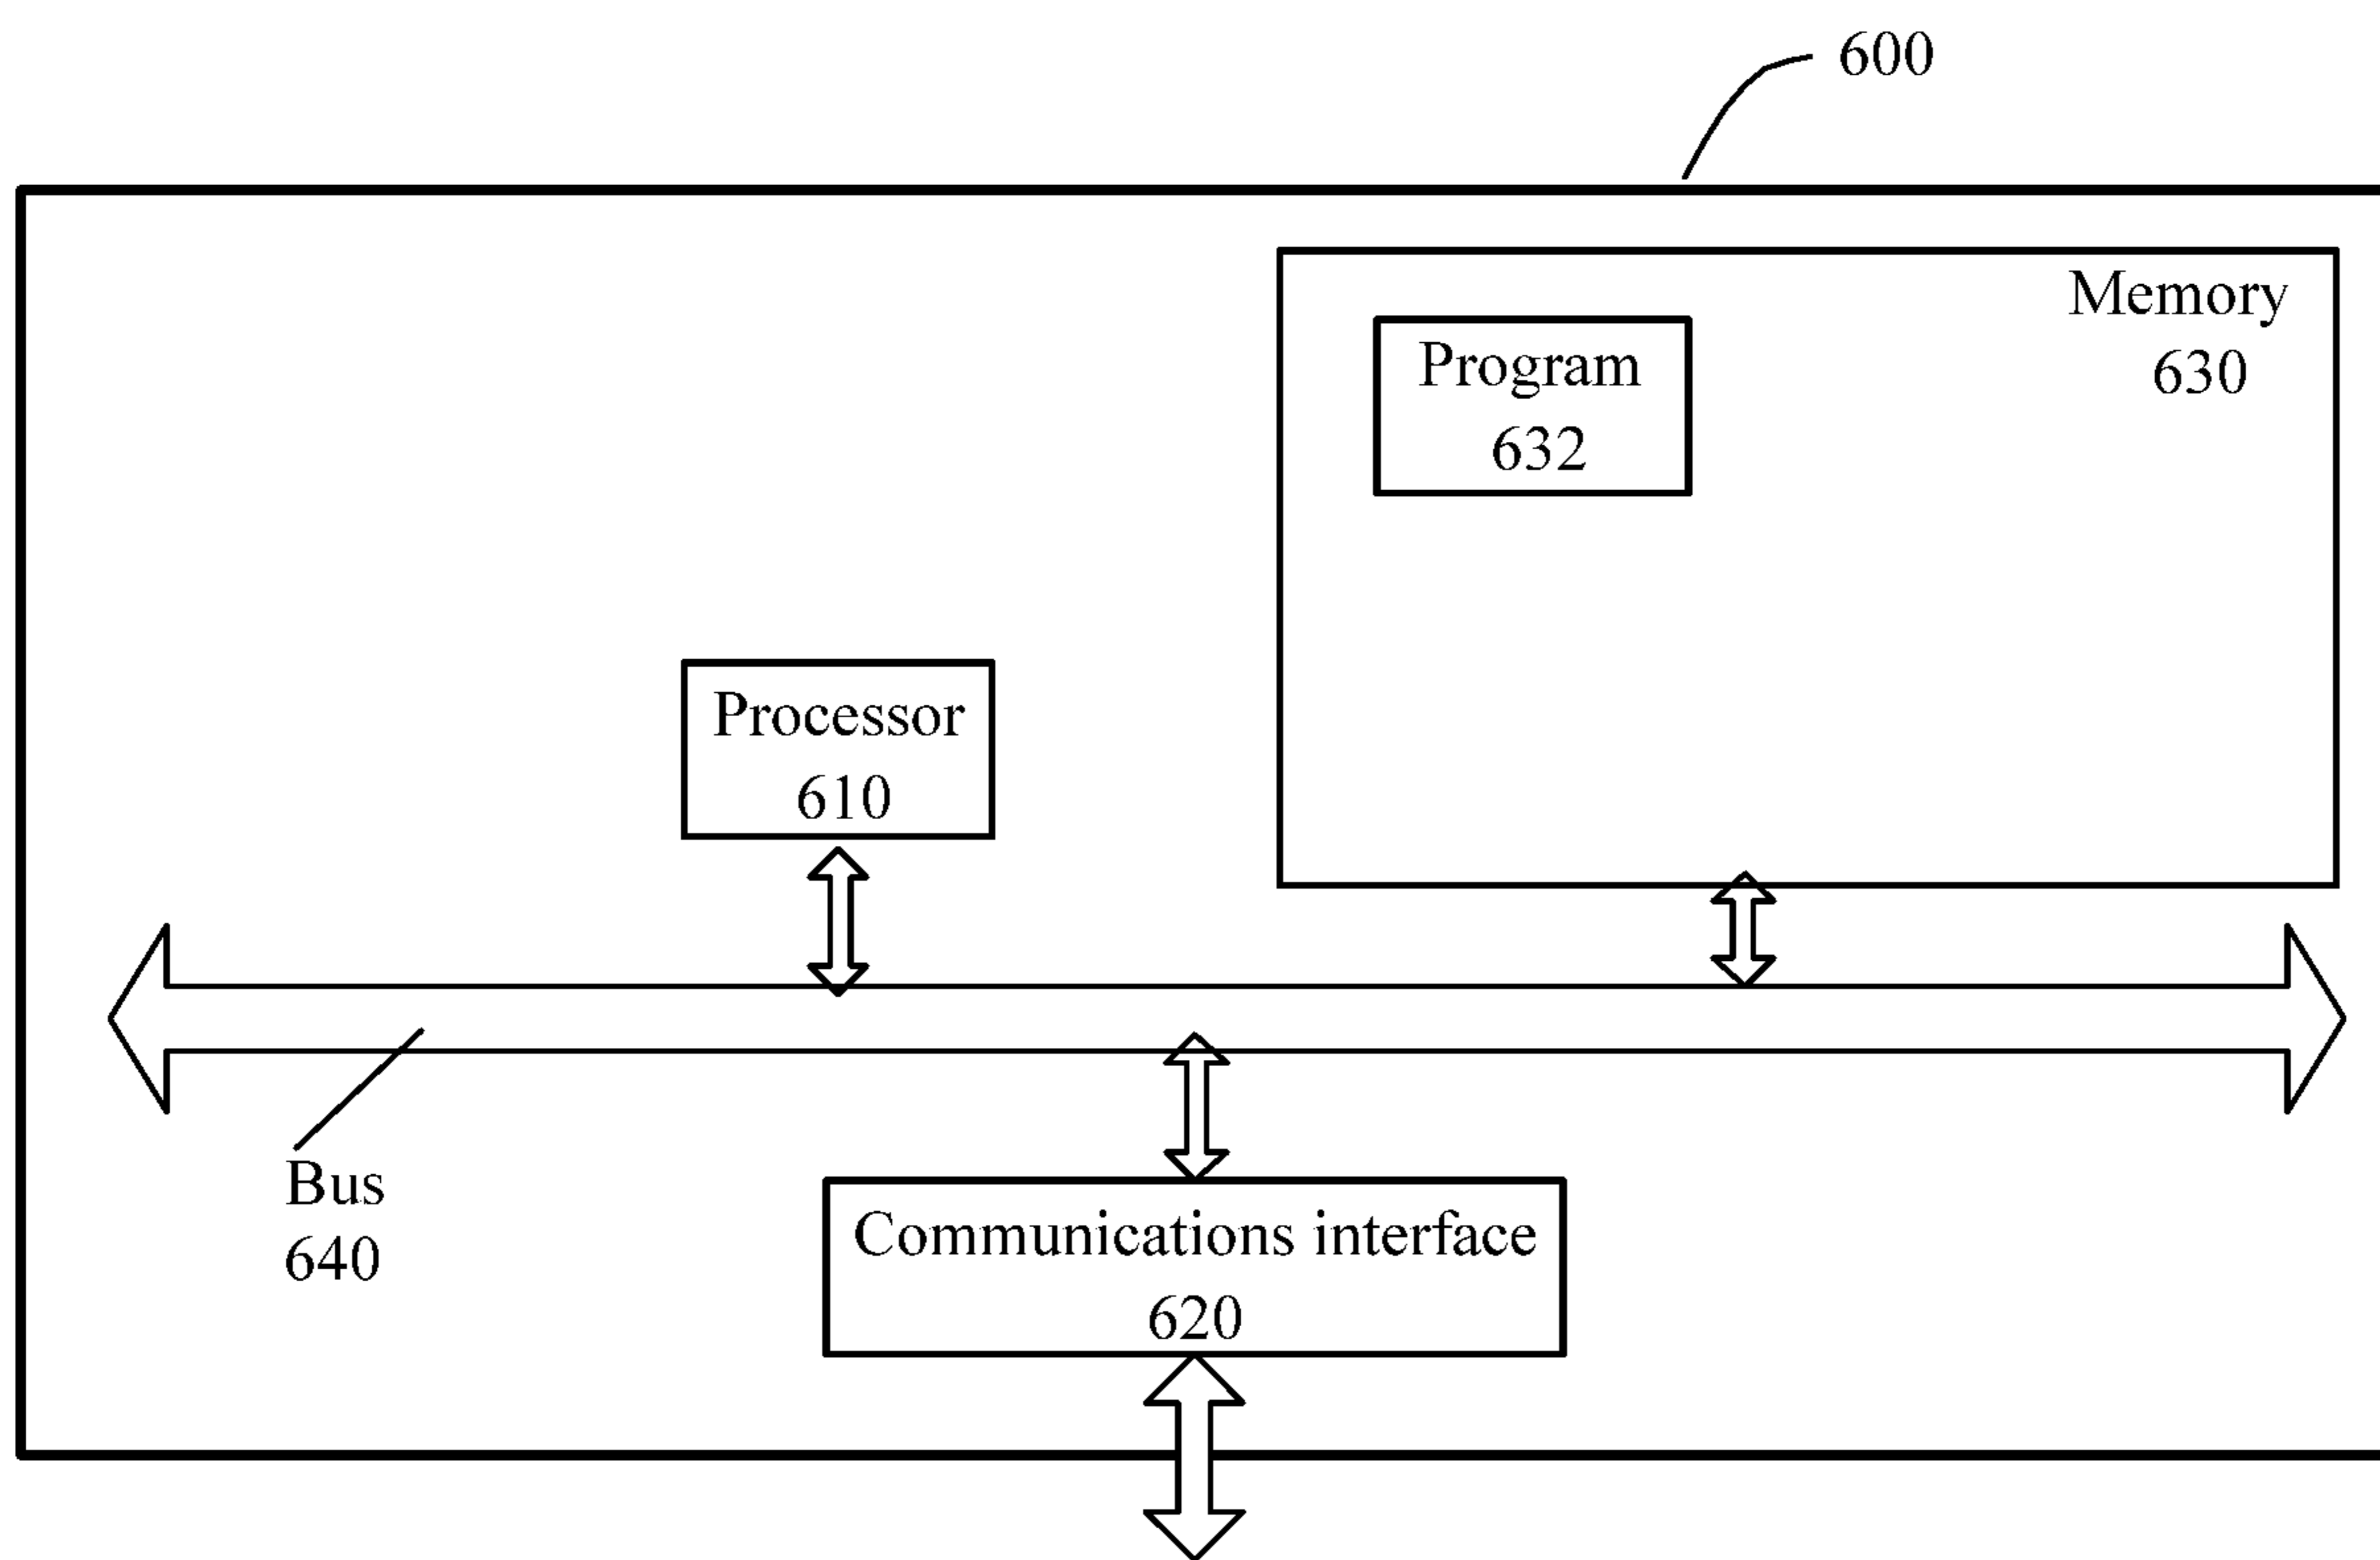 600
Memory
630
Program
632
Processor
610
Bus
640
Communications interface
620